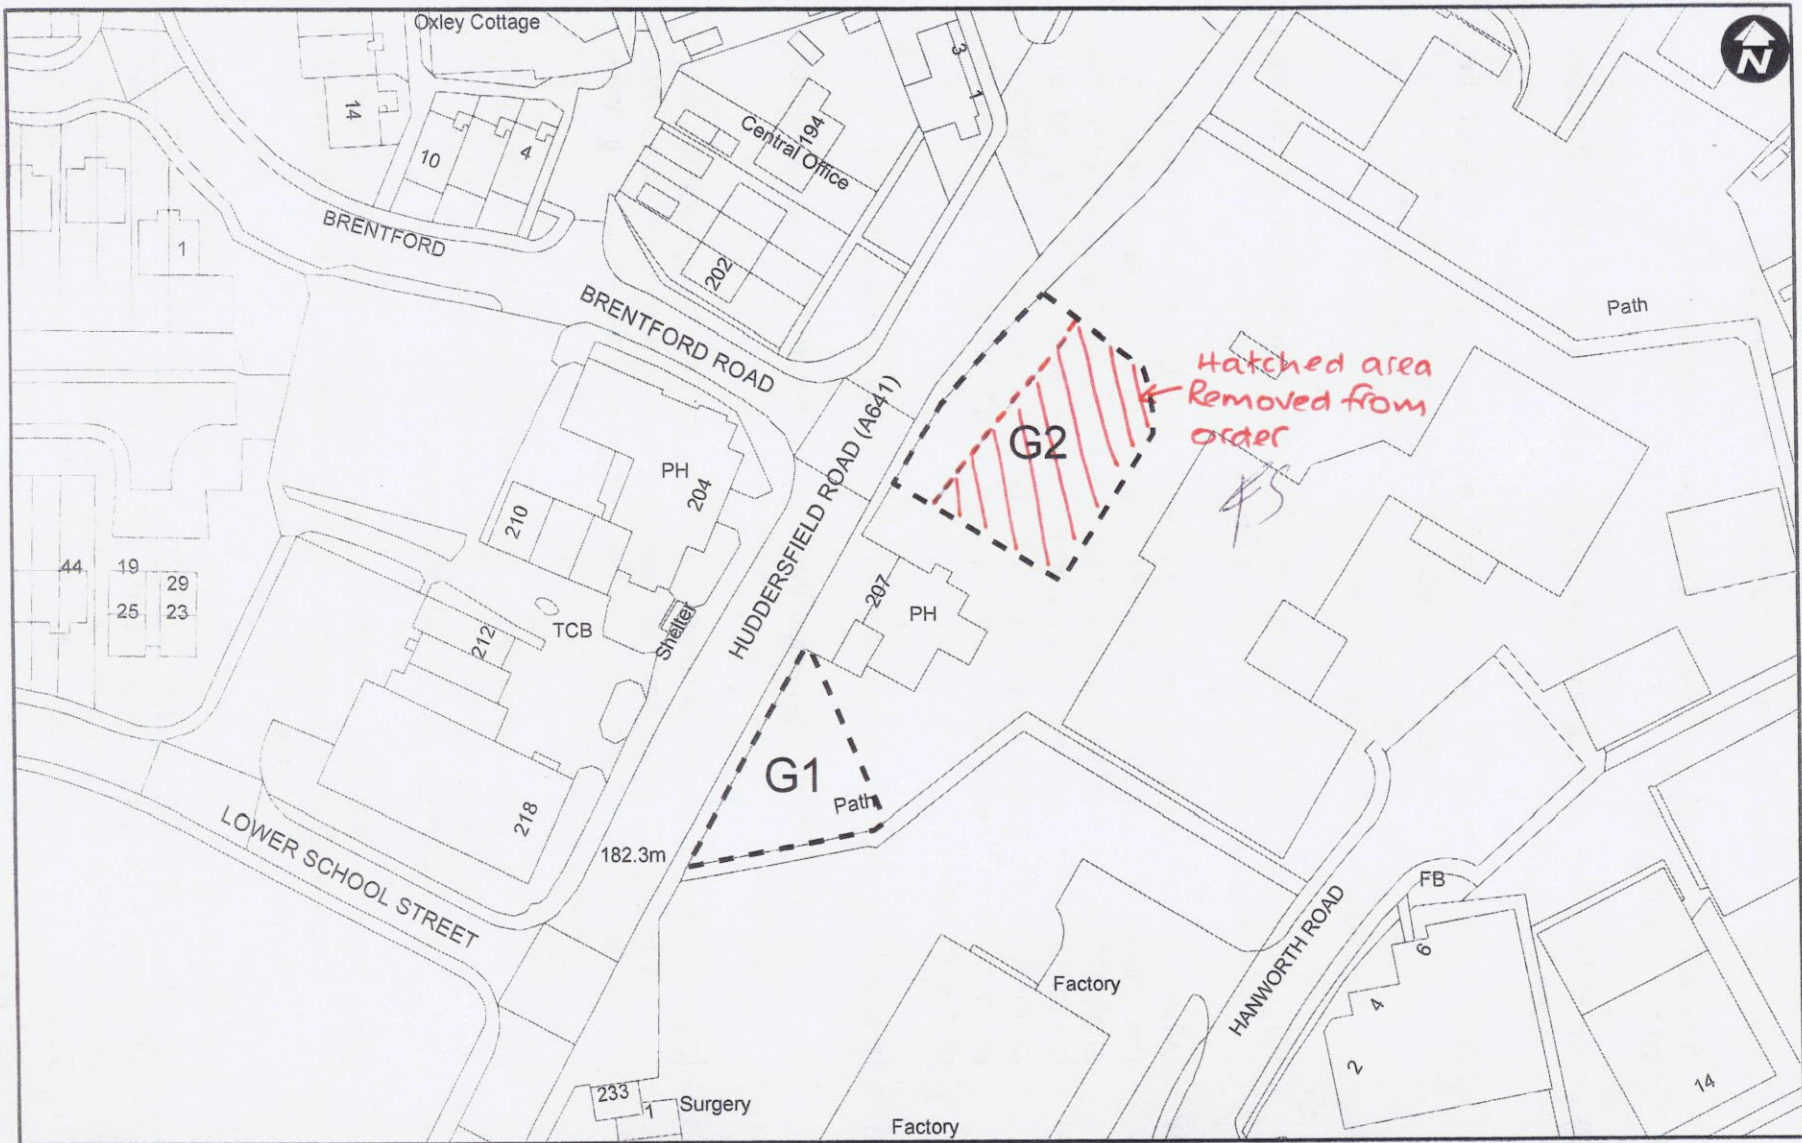 Oxley Cottage
N
3
1
14
194
Central Office
10
4
BRENTFORD
1
202
BRENTFORD ROAD
Path
Hatched area
Removed from
order
HUDDERSFIELD ROAD (A641)
G2
PH
204
210
44
19
29
25
23
207
PH
TCB
212
Shelter
G1
Path
218
182.3m
LOWER SCHOOL STREET
FB
HANWORTH ROAD
6
Factory
4
2
14
233
1
Surgery
Factory